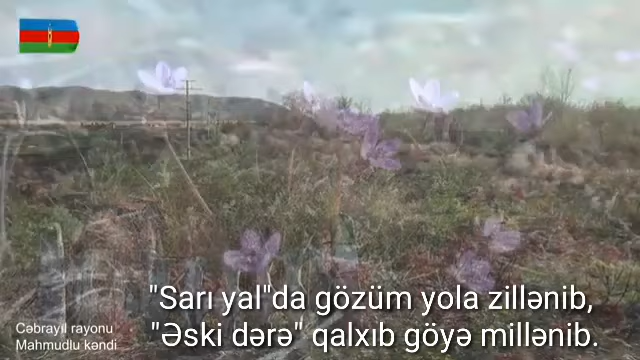 "Sarı yal"da gözüm yola zillənib,
"Əski dərə" qalxıb göyə millənib.
Cəbrayıl rayonu
Mahmudlu kəndi